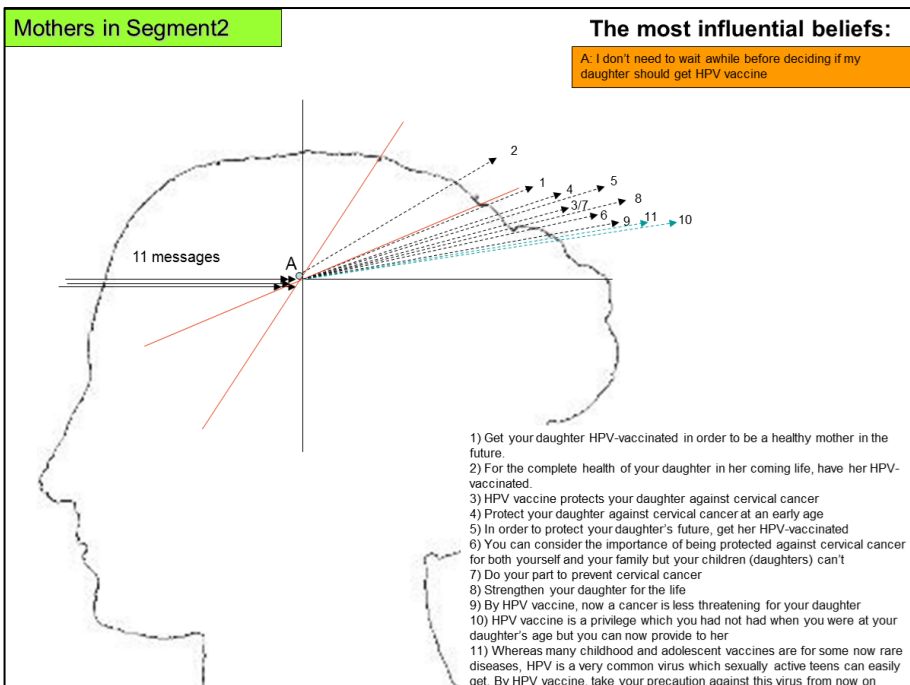 Mothers in Segment2
The most influential beliefs:
A: I don't need to wait awhile before deciding if my
daughter should get HPV vaccine
2
1
4
5
3/7
8
6
9
11
10
11 messages
A
1) Get your daughter HPV-vaccinated in order to be a healthy mother in the
future.
2) For the complete health of your daughter in her coming life, have her HPV-
vaccinated.
3) HPV vaccine protects your daughter against cervical cancer
4) Protect your daughter against cervical cancer at an early age
5) In order to protect your daughter's future, get her HPV-vaccinated
6) You can consider the importance of being protected against cervical cancer
for both yourself and your family but your children (daughters) can't
7) Do your part to prevent cervical cancer
8) Strengthen your daughter for the life
9) By HPV vaccine, now a cancer is less threatening for your daughter
10) HPV vaccine is a privilege which you had not had when you were at your
daughter's age but you can now provide to her
11) Whereas many childhood and adolescent vaccines are for some now rare
diseases, HPV is a very common virus which sexually active teens can easily
get. By HPV vaccine, take your precaution against this virus from now on